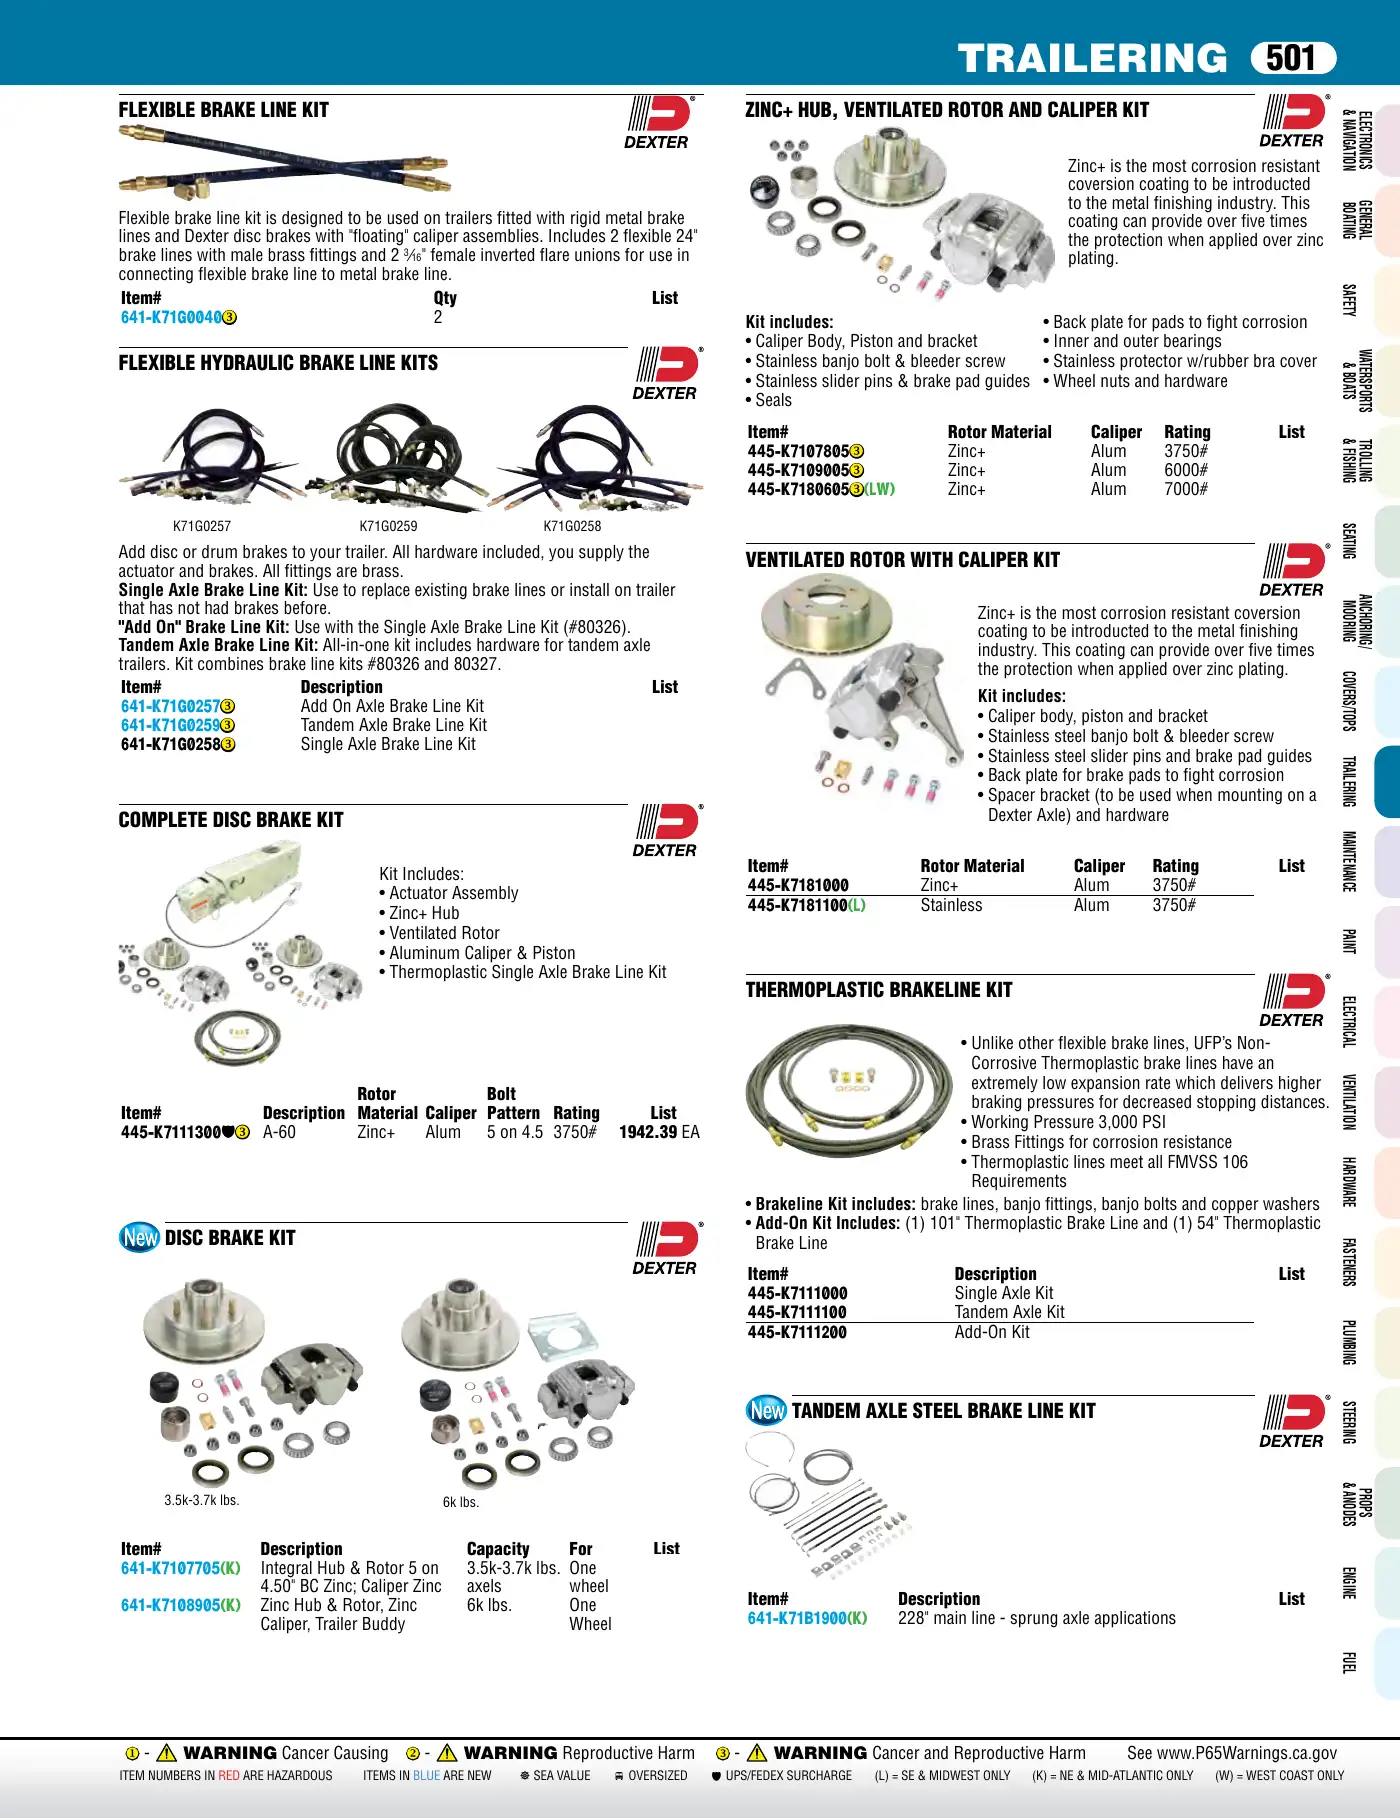 TRAILERING 501
FLEXIBLE BRAKE LINE KIT
DEXTER
Flexible brake line kit is designed to be used on trailers fitted with rigid metal brake
lines and Dexter disc brakes with "floating" caliper assemblies. Includes 2 flexible 24"
brake lines with male brass fittings and 2 3⁄16" female inverted flare unions for use in
connecting flexible brake line to metal brake line.
Item# Qty List
641-K71G0040 3 2
FLEXIBLE HYDRAULIC BRAKE LINE KITS
DEXTER
K71G0257 K71G0259 K71G0258
Add disc or drum brakes to your trailer. All hardware included, you supply the
actuator and brakes. All fittings are brass.
Single Axle Brake Line Kit: Use to replace existing brake lines or install on trailer
that has not had brakes before.
"Add On" Brake Line Kit: Use with the Single Axle Brake Line Kit (#80326).
Tandem Axle Brake Line Kit: All-in-one kit includes hardware for tandem axle
trailers. Kit combines brake line kits #80326 and 80327.
Item# Description List
641-K71G0257 3 Add On Axle Brake Line Kit
641-K71G0259 3 Tandem Axle Brake Line Kit
641-K71G0258 3 Single Axle Brake Line Kit
COMPLETE DISC BRAKE KIT
DEXTER
Kit Includes:
• Actuator Assembly
• Zinc+ Hub
• Ventilated Rotor
• Aluminum Caliper & Piston
• Thermoplastic Single Axle Brake Line Kit
Rotor Bolt
Item# Description Material Caliper Pattern Rating List
445-K7111300 3 A-60 Zinc+ Alum 5 on 4.5 3750# 1942.39 EA
New DISC BRAKE KIT
DEXTER
3.5k-3.7k lbs. 6k lbs.
Item# Description Capacity For List
641-K7107705(K) Integral Hub & Rotor 5 on 3.5k-3.7k lbs. One
4.50" BC Zinc; Caliper Zinc axels wheel
641-K7108905(K) Zinc Hub & Rotor, Zinc 6k lbs. One
Caliper, Trailer Buddy Wheel
ZINC+ HUB, VENTILATED ROTOR AND CALIPER KIT
DEXTER
Zinc+ is the most corrosion resistant
coversion coating to be introducted
to the metal finishing industry. This
coating can provide over five times
the protection when applied over zinc
plating.
Kit includes:
• Caliper Body, Piston and bracket
• Stainless banjo bolt & bleeder screw
• Stainless slider pins & brake pad guides
• Seals
• Back plate for pads to fight corrosion
• Inner and outer bearings
• Stainless protector w/rubber bra cover
• Wheel nuts and hardware
Item# Rotor Material Caliper Rating List
445-K7107805 3 Zinc+ Alum 3750#
445-K7109005 3 Zinc+ Alum 6000#
445-K7180605 3 (LW) Zinc+ Alum 7000#
VENTILATED ROTOR WITH CALIPER KIT
DEXTER
Zinc+ is the most corrosion resistant coversion
coating to be introducted to the metal finishing
industry. This coating can provide over five times
the protection when applied over zinc plating.
Kit includes:
• Caliper body, piston and bracket
• Stainless steel banjo bolt & bleeder screw
• Stainless steel slider pins and brake pad guides
• Back plate for brake pads to fight corrosion
• Spacer bracket (to be used when mounting on a
Dexter Axle) and hardware
Item# Rotor Material Caliper Rating List
445-K7181000 Zinc+ Alum 3750#
445-K7181100(L) Stainless Alum 3750#
THERMOPLASTIC BRAKELINE KIT
DEXTER
• Unlike other flexible brake lines, UFP's Non-
Corrosive Thermoplastic brake lines have an
extremely low expansion rate which delivers higher
braking pressures for decreased stopping distances.
• Working Pressure 3,000 PSI
• Brass Fittings for corrosion resistance
• Thermoplastic lines meet all FMVSS 106
Requirements
• Brakeline Kit includes: brake lines, banjo fittings, banjo bolts and copper washers
• Add-On Kit Includes: (1) 101" Thermoplastic Brake Line and (1) 54" Thermoplastic
Brake Line
Item# Description List
445-K7111000 Single Axle Kit
445-K7111100 Tandem Axle Kit
445-K7111200 Add-On Kit
New TANDEM AXLE STEEL BRAKE LINE KIT
DEXTER
Item# Description List
641-K71B1900(K) 228" main line - sprung axle applications
ELECTRONICS
& NAVIGATION
GENERAL
BOATING
SAFETY
WATERSPORTS
& BOATS
TROLLING
& FISHING
SEATING
ANCHORING/
MOORING
COVERS/TOPS
TRAILERING
MAINTENANCE
PAINT
ELECTRICAL
VENTILATION
HARDWARE
FASTENERS
PLUMBING
STEERING
PROPS
& ANODES
ENGINE
FUEL
1 - WARNING Cancer Causing 2 - WARNING Reproductive Harm 3 - WARNING Cancer and Reproductive Harm See www.P65Warnings.ca.gov
ITEM NUMBERS IN RED ARE HAZARDOUS ITEMS IN BLUE ARE NEW SEA VALUE OVERSIZED UPS/FEDEX SURCHARGE (L) = SE & MIDWEST ONLY (K) = NE & MID-ATLANTIC ONLY (W) = WEST COAST ONLY